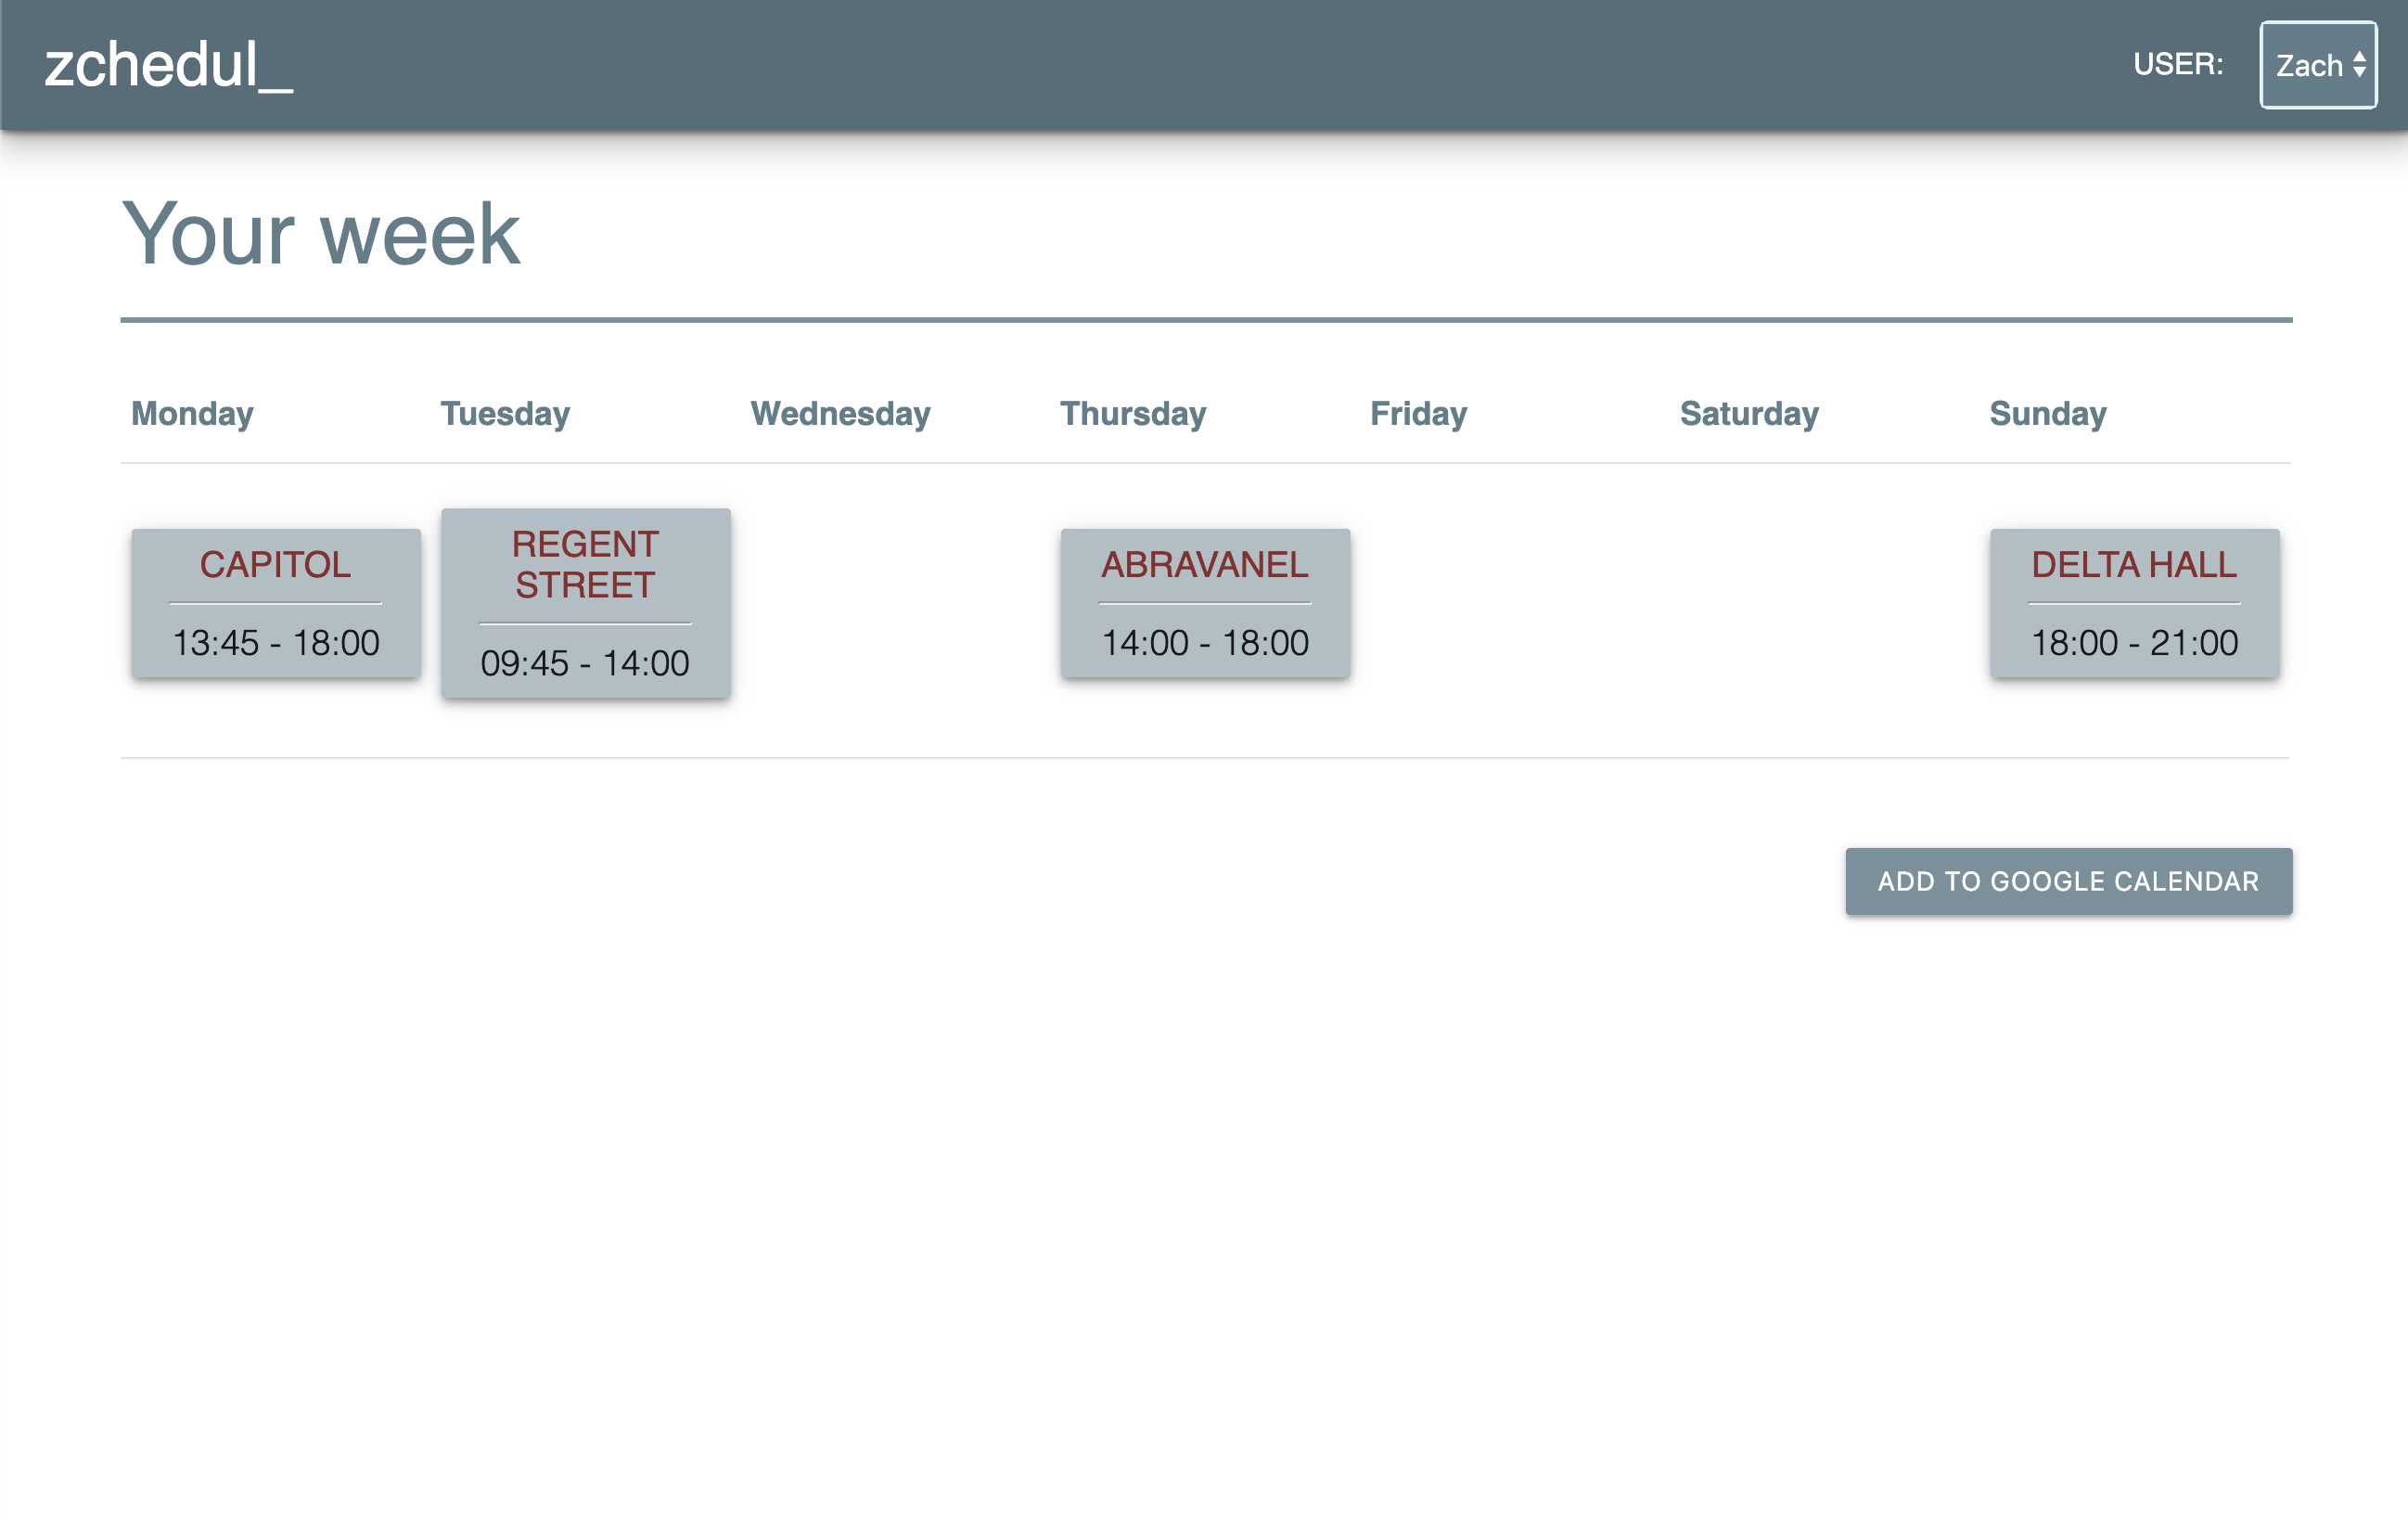 zchedul_
USER:
Zach
Your week
Monday
Tuesday
Wednesday
Thursday
Friday
Saturday
Sunday
CAPITOL
13:45 - 18:00
REGENT
STREET
09:45 - 14:00
ABRAVANEL
14:00 - 18:00
DELTA HALL
18:00 - 21:00
ADD TO GOOGLE CALENDAR